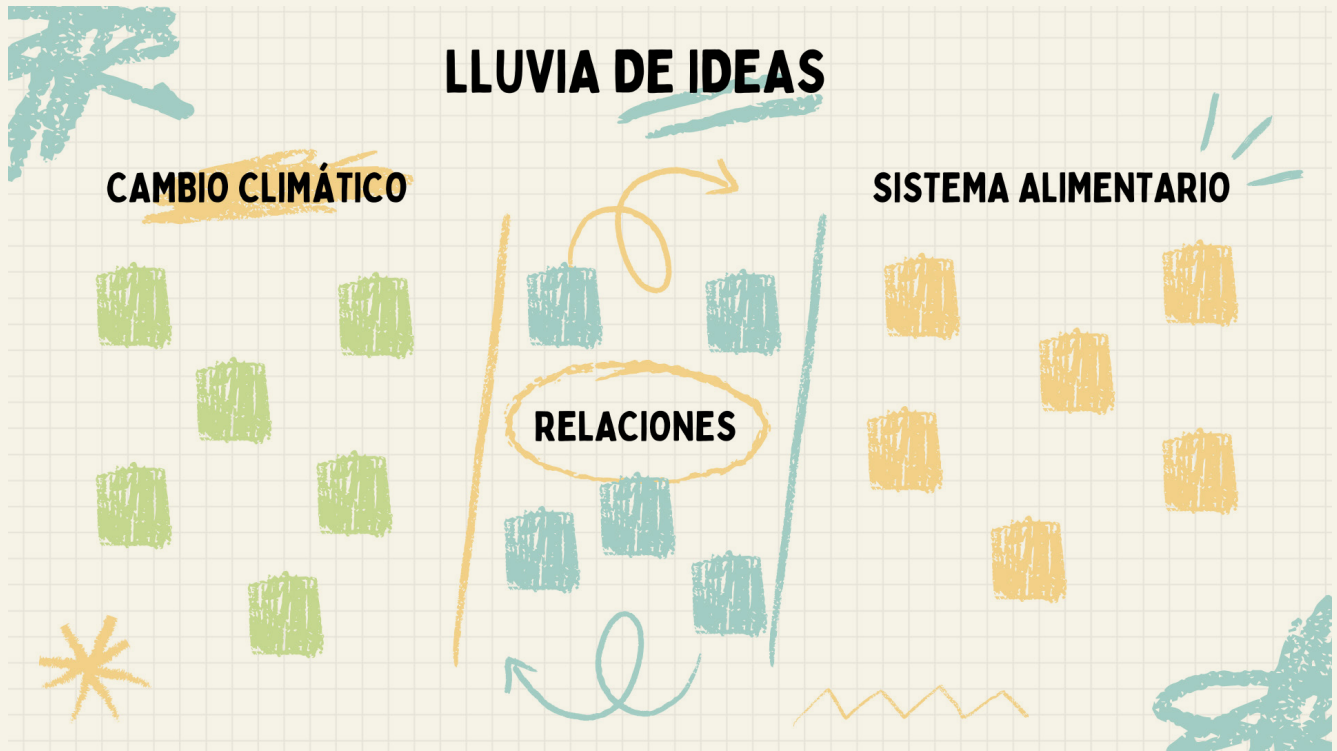 LLUVIA DE IDEAS
CAMBIO CLIMÁTICO
SISTEMA ALIMENTARIO
RELACIONES